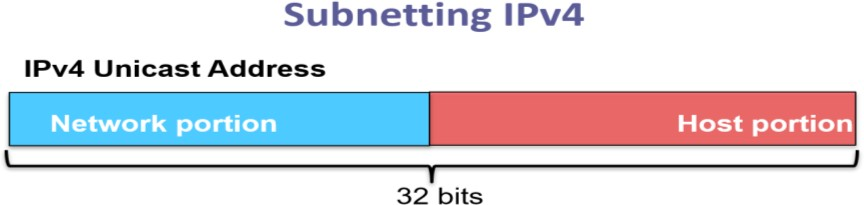 Subnetting IPv4
IPv4 Unicast Address
Network portion Host portion
32 bits